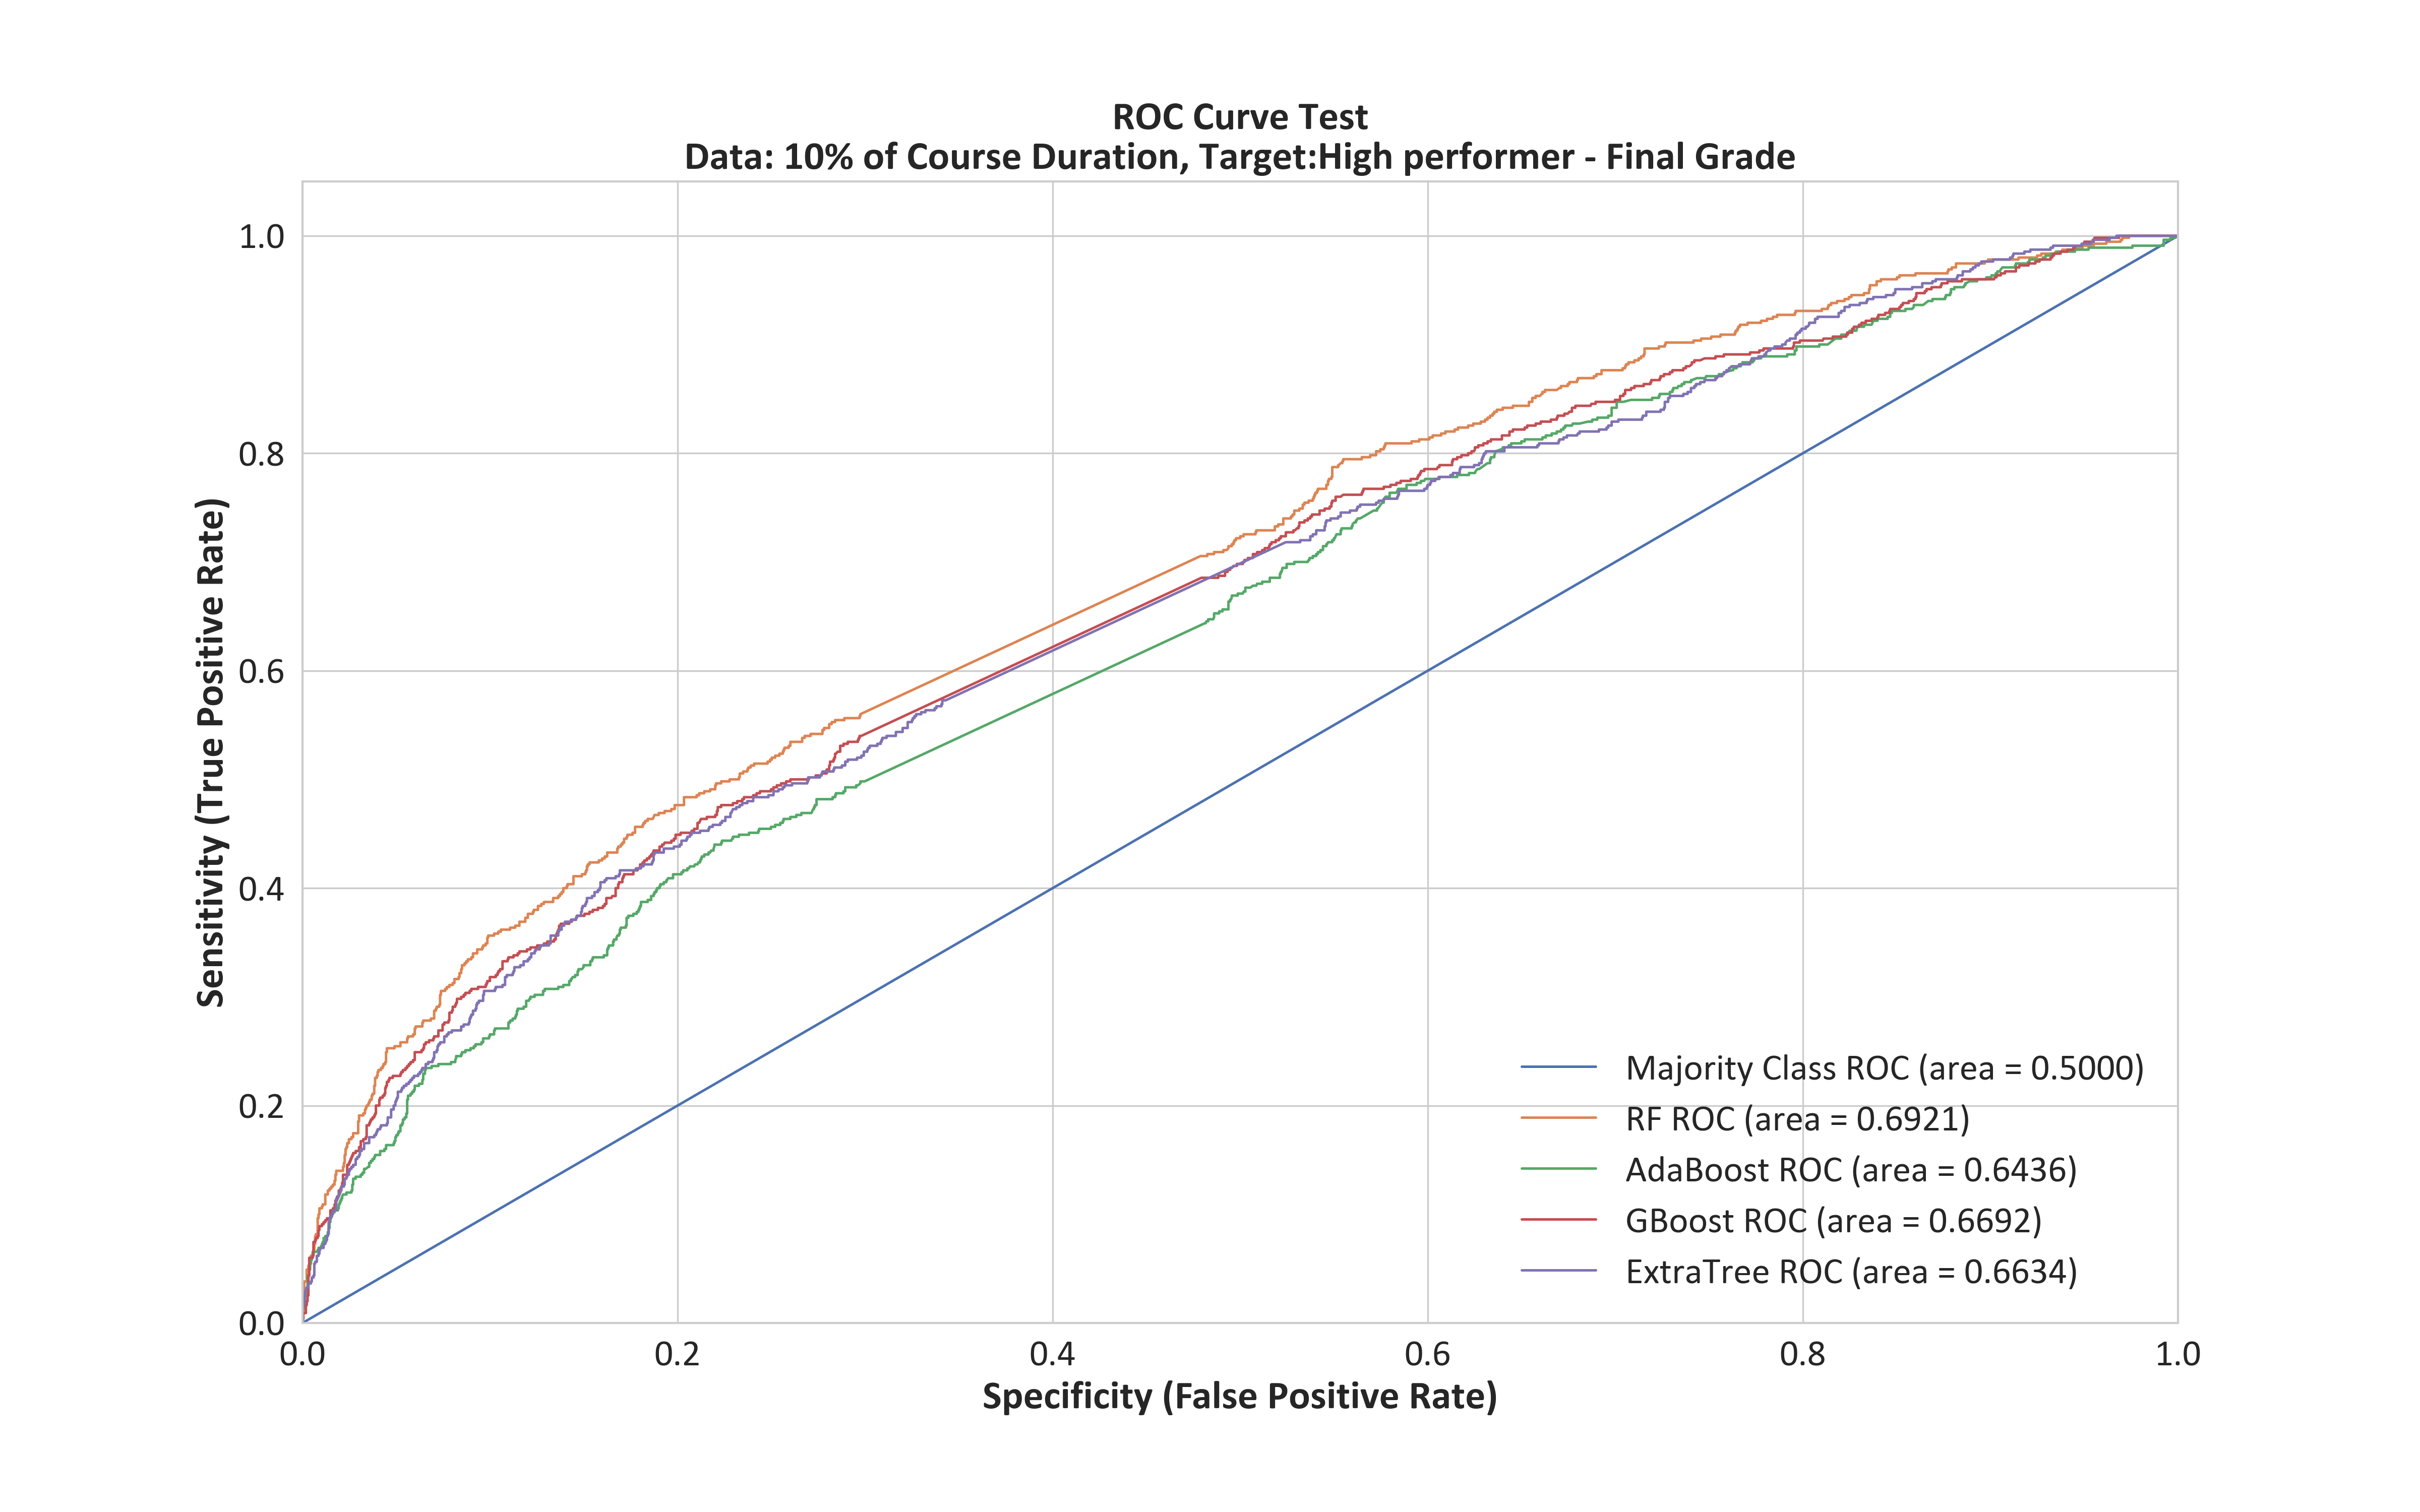 ROC Curve Test
Data: 10% of Course Duration, Target:High performer - Final Grade
Sensitivity (True Positive Rate)
1.0
0.8
0.6
0.4
0.2
0.0
0.0 0.2 0.4 0.6 0.8 1.0
Specificity (False Positive Rate)
Majority Class ROC (area = 0.5000)
RF ROC (area = 0.6921)
AdaBoost ROC (area = 0.6436)
GBoost ROC (area = 0.6692)
ExtraTree ROC (area = 0.6634)